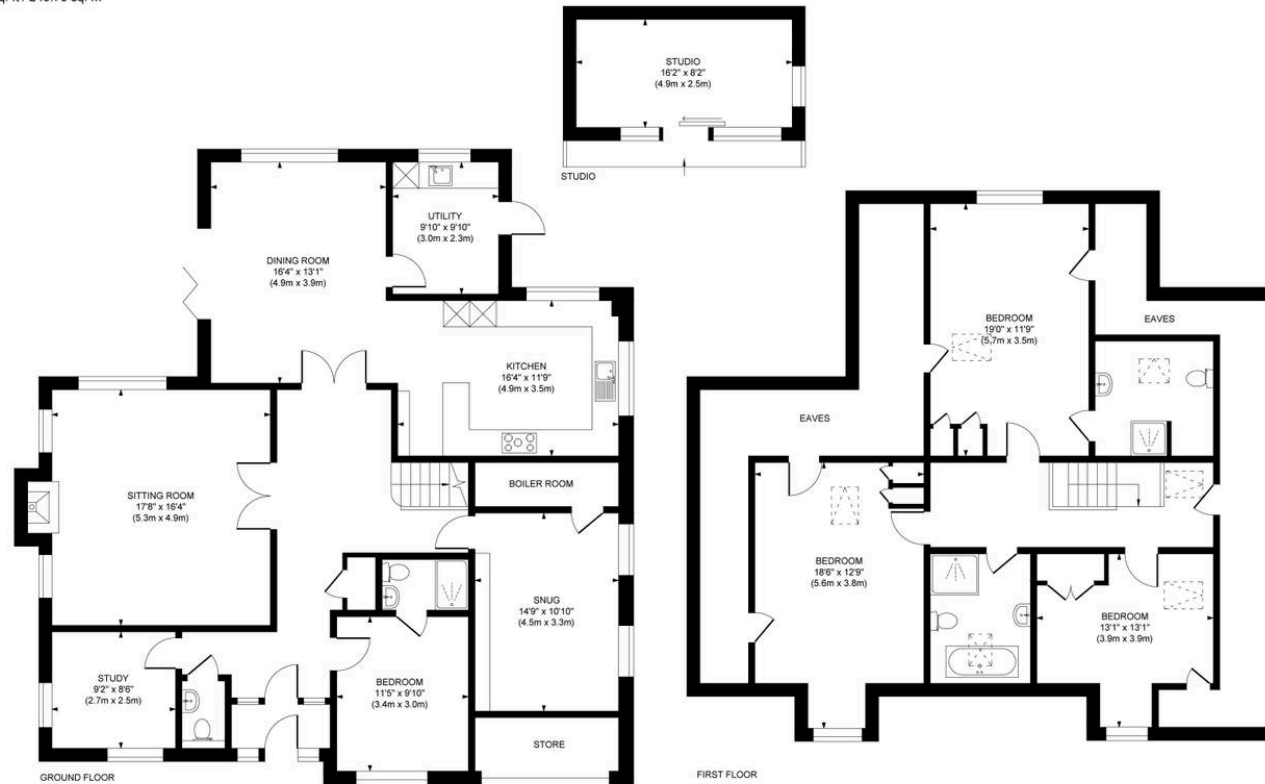 STUDIO
16'2" x 8'2"
(4.9m x 2.5m)
STUDIO
UTILITY
9'10" x 9'10"
(3.0m x 2.3m)
DINING ROOM
16'4" x 13'1"
(4.9m x 3.9m)
KITCHEN
16'4" x 11'9"
(4.9m x 3.5m)
SITTING ROOM
17'8" x 16'4"
(5.3m x 4.9m)
BOILER ROOM
SNUG
14'9" x 10'10"
(4.5m x 3.3m)
STUDY
9'2" x 8'6"
(2.7m x 2.5m)
BEDROOM
11'5" x 9'10"
(3.4m x 3.0m)
STORE
GROUND FLOOR
BEDROOM
19'0" x 11'9"
(5.7m x 3.5m)
EAVES
EAVES
BEDROOM
18'6" x 12'9"
(5.6m x 3.8m)
BEDROOM
13'1" x 13'1"
(3.9m x 3.9m)
FIRST FLOOR